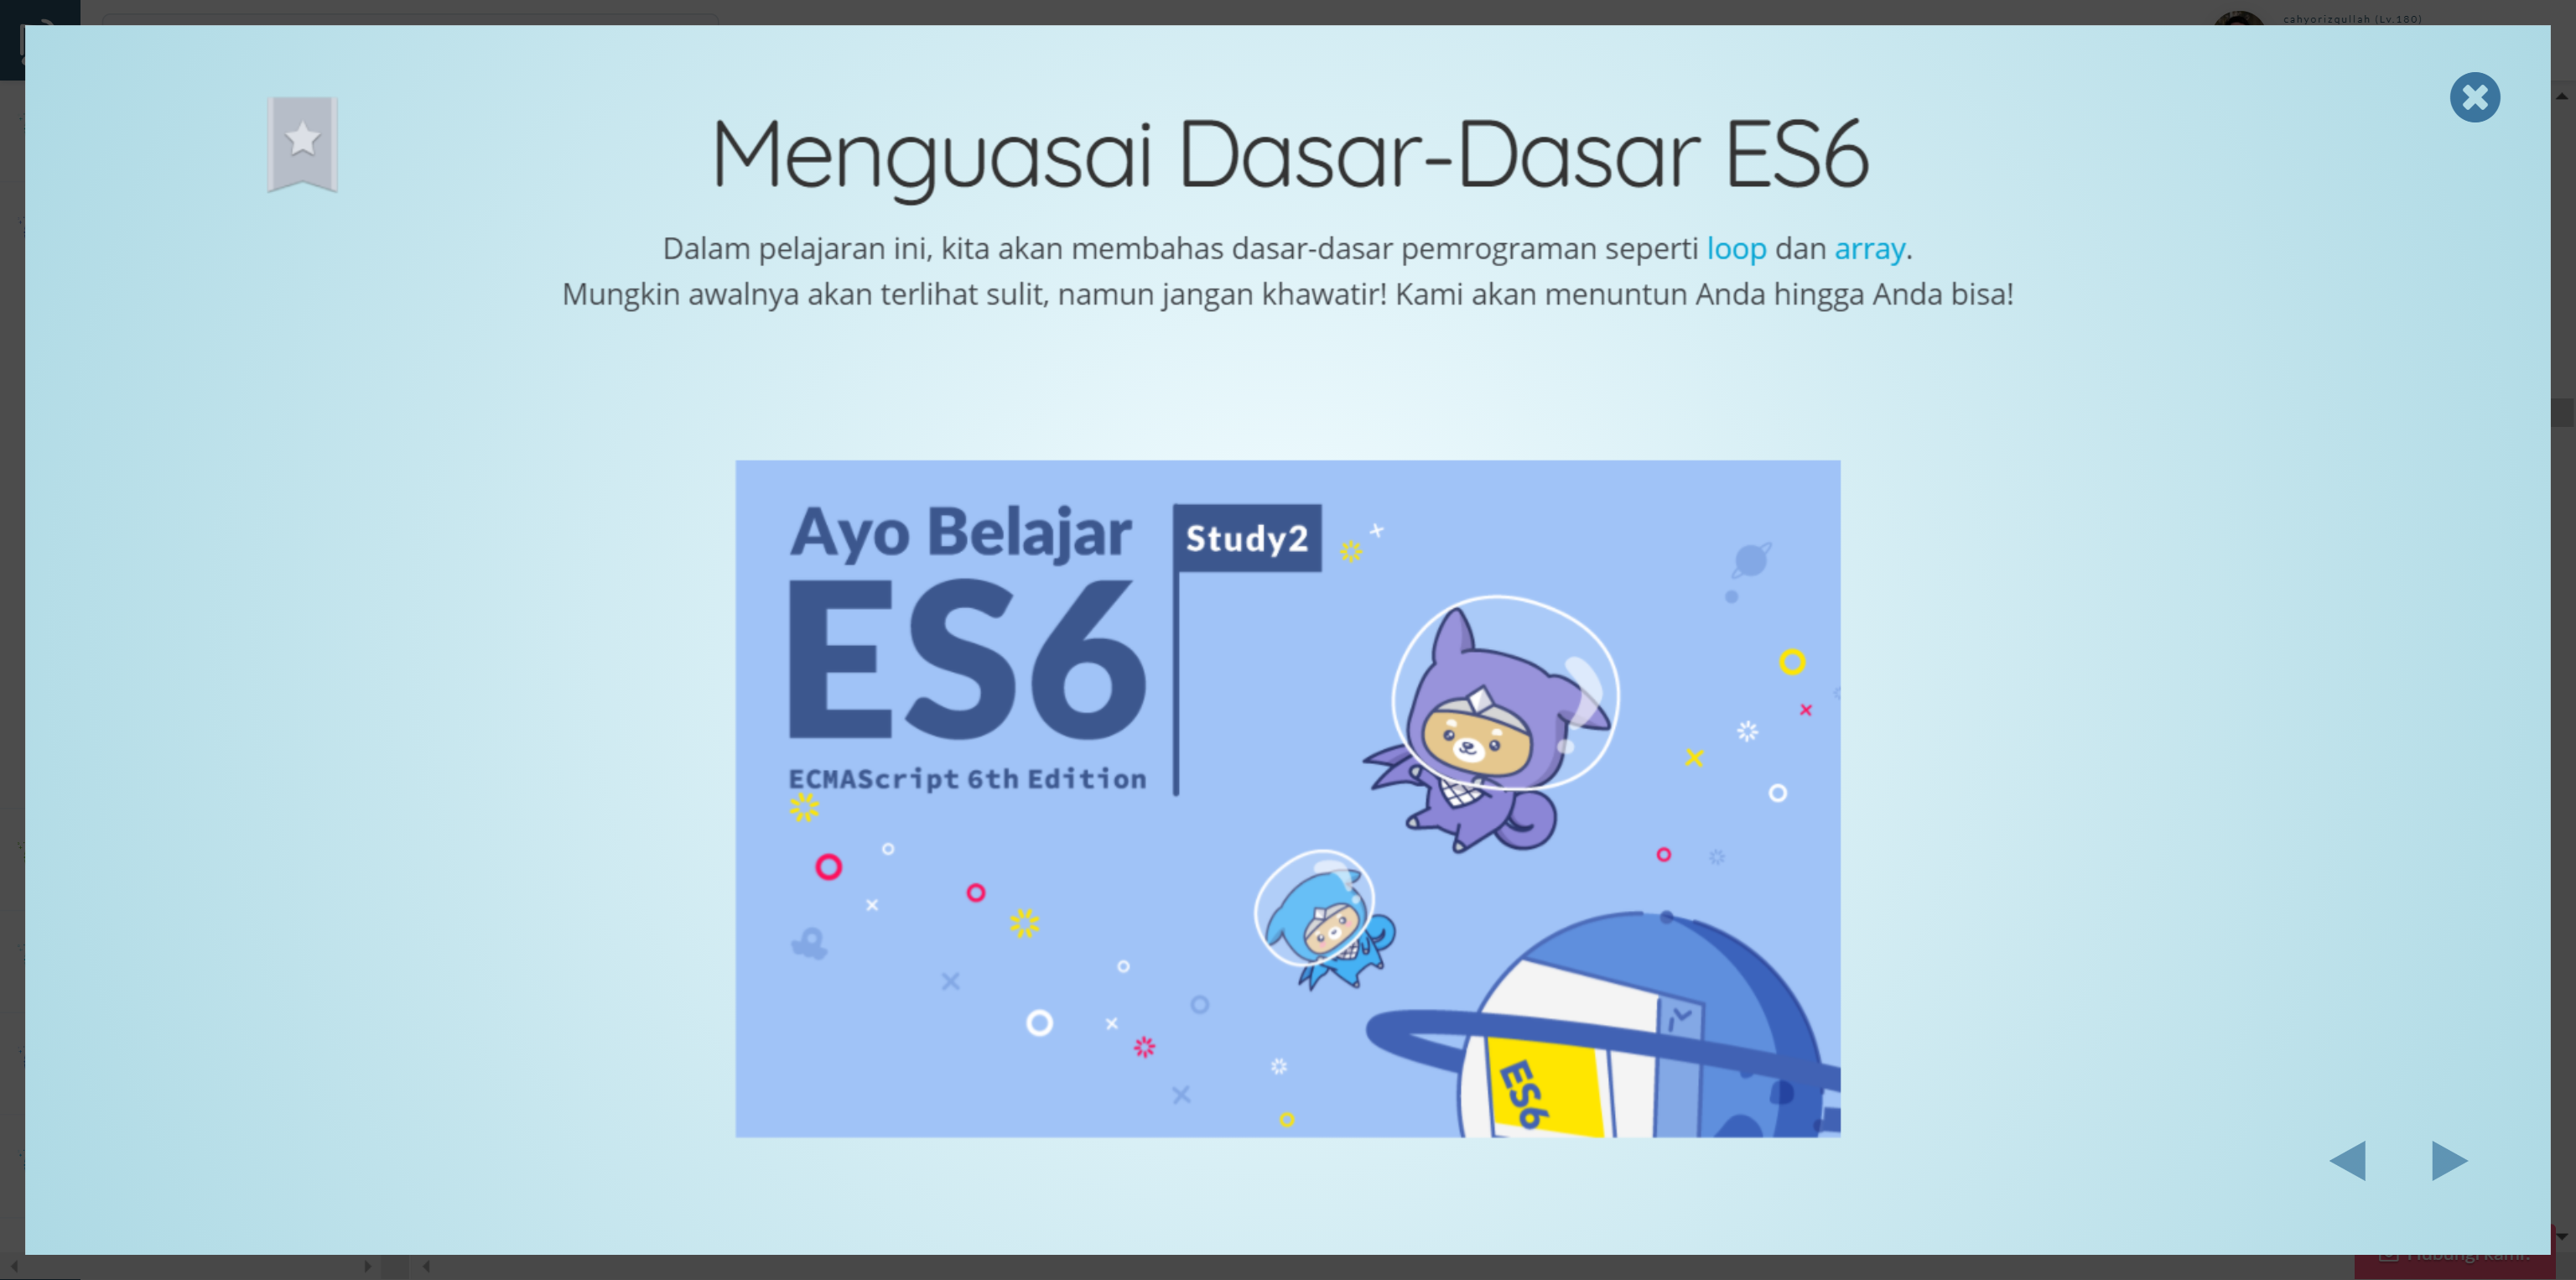 cahyorizqullah (Lv.180)
Menguasai Dasar-Dasar ES6
Dalam pelajaran ini, kita akan membahas dasar-dasar pemrograman seperti loop dan array.
Mungkin awalnya akan terlihat sulit, namun jangan khawatir! Kami akan menuntun Anda hingga Anda bisa!
Ayo Belajar
ES6
ECMAScript 6th Edition
Study2
ES6
Hubungi kami!